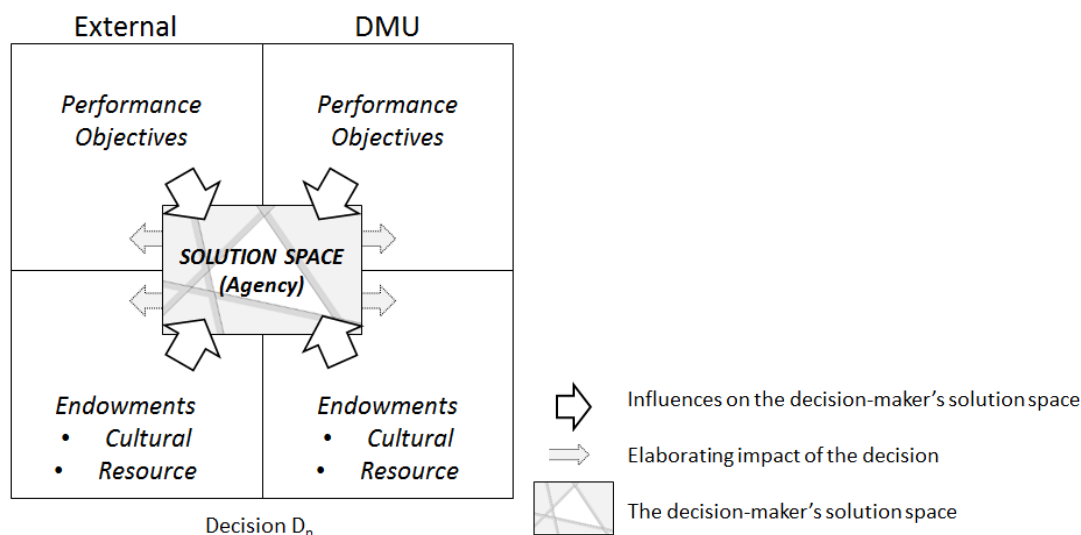 External DMU
Performance
Objectives
Performance
Objectives
SOLUTION SPACE
(Agency)
Endowments
• Cultural
• Resource
Endowments
• Cultural
• Resource
Decision Dn
Influences on the decision-maker's solution space
Elaborating impact of the decision
The decision-maker's solution space